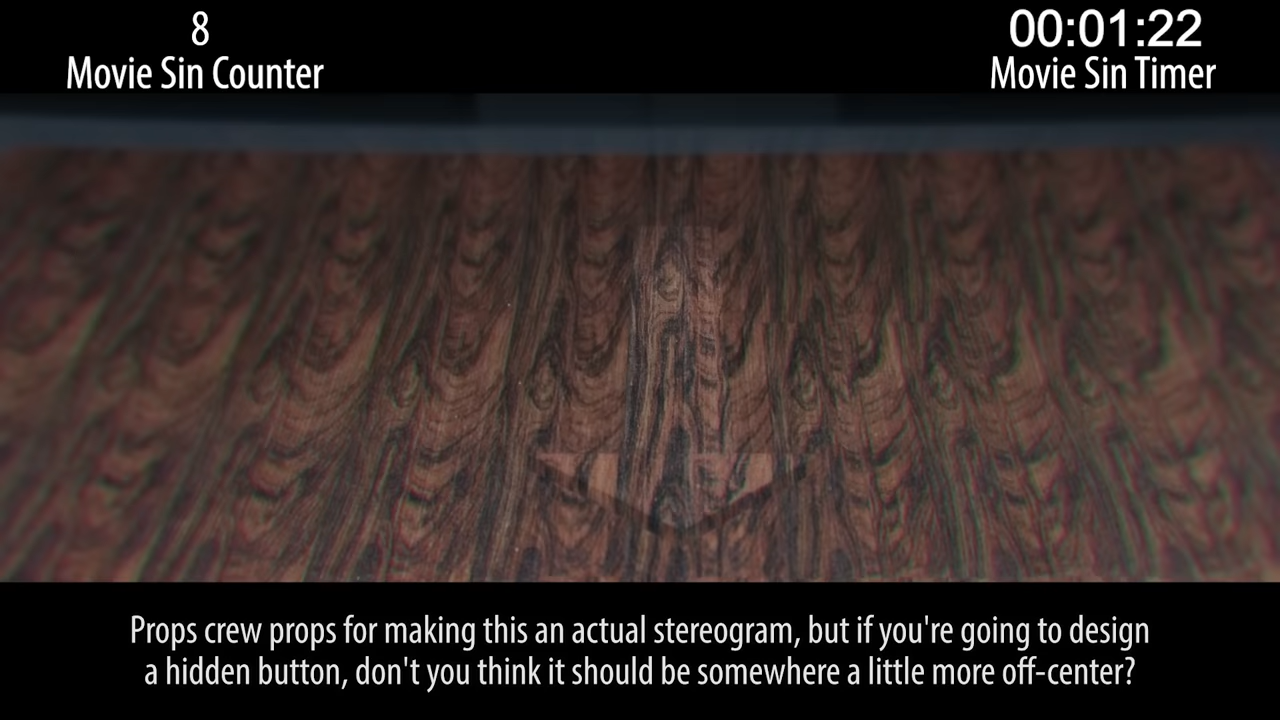 8
Movie Sin Counter
00:01:22
Movie Sin Timer
Props crew props for making this an actual stereogram, but if you're going to design
a hidden button, don't you think it should be somewhere a little more off-center?